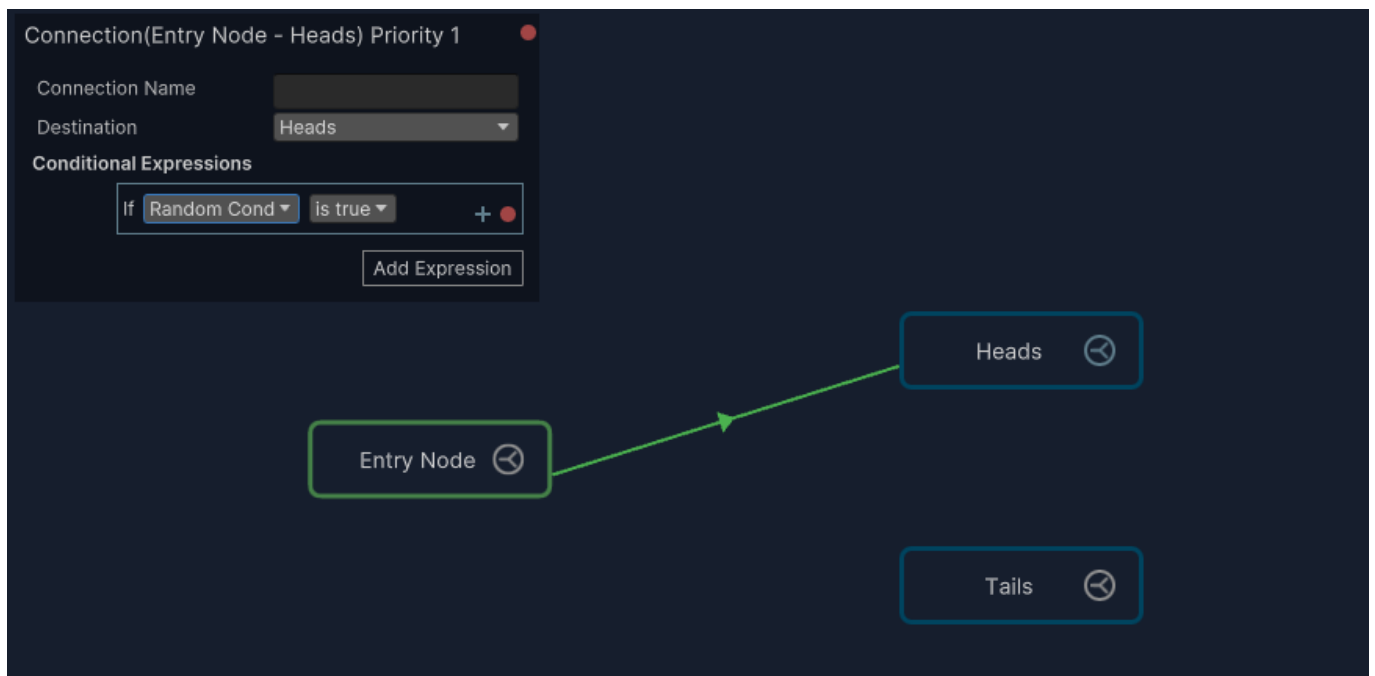 Connection(Entry Node - Heads) Priority 1
Connection Name
Destination Heads
Conditional Expressions
If Random Cond is true +
Add Expression
Heads
Entry Node
Tails